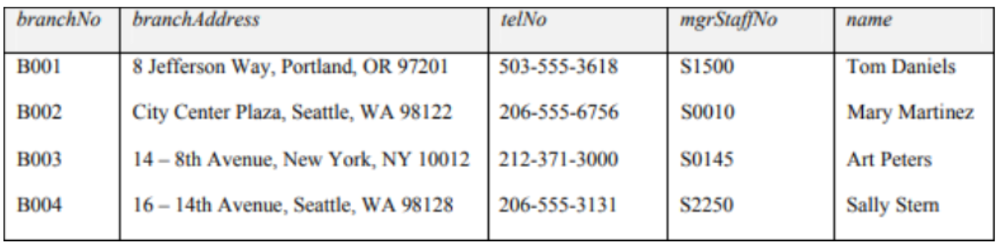 branchNo branchAddress telNo mgrStaffNo name
B001 8 Jefferson Way, Portland, OR 97201 503-555-3618 S1500 Tom Daniels
B002 City Center Plaza, Seattle, WA 98122 206-555-6756 S0010 Mary Martinez
B003 14 – 8th Avenue, New York, NY 10012 212-371-3000 S0145 Art Peters
B004 16 – 14th Avenue, Seattle, WA 98128 206-555-3131 S2250 Sally Stern